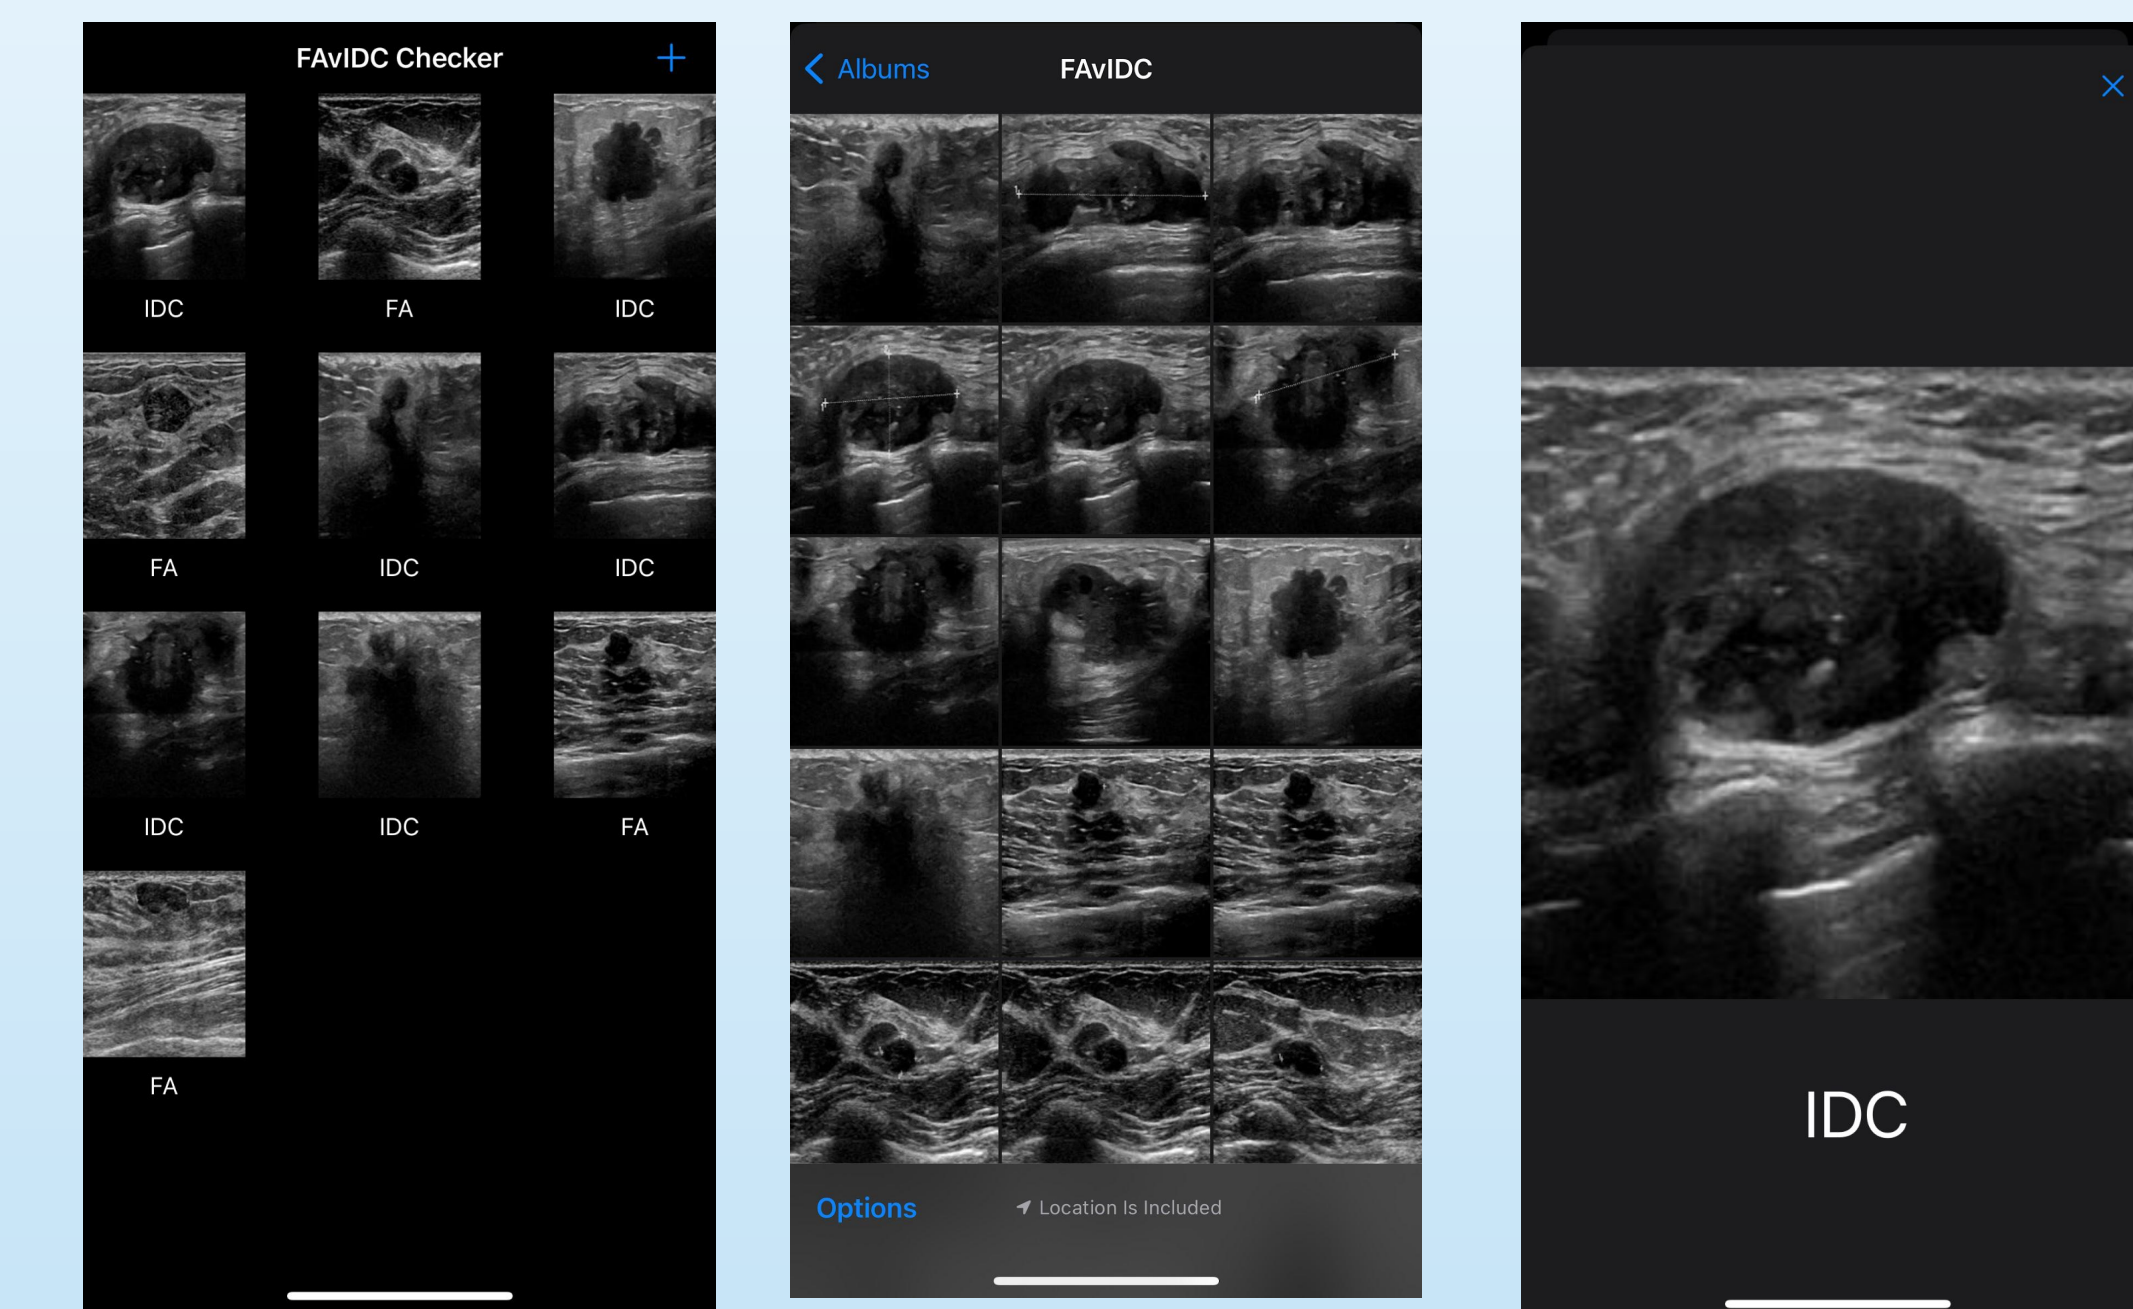 FAvIDC Checker
IDC
FA
IDC
FA
IDC
IDC
IDC
IDC
FA
FA
Albums
FAvIDC
Options
Location Is Included
IDC